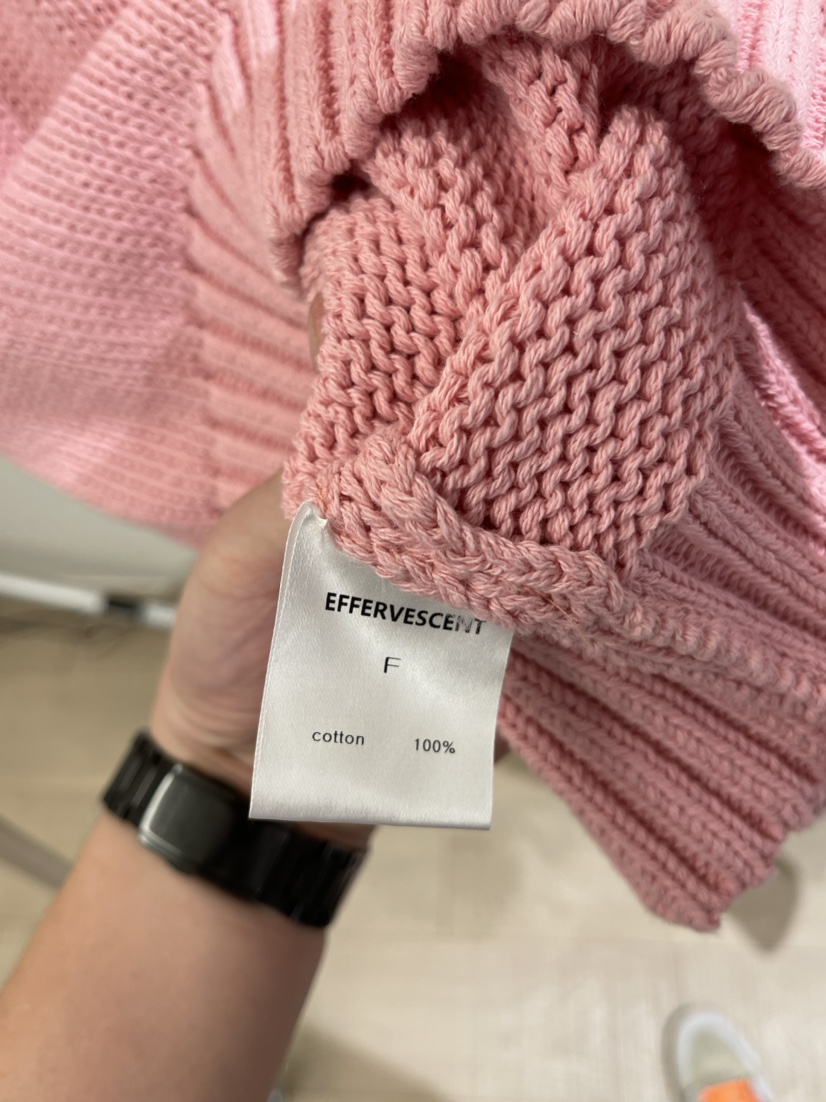 EFFERVESCENT
F
cotton 100%